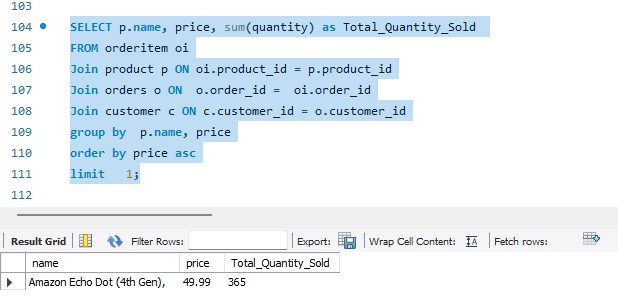 103
104 SELECT p.name, price, sum(quantity) as Total_Quantity_Sold
105 FROM orderitem oi
106 Join product p ON oi.product_id = p.product_id
107 Join orders o ON o.order_id = oi.order_id
108 Join customer c ON c.customer_id = o.customer_id
109 group by p.name, price
110 order by price asc
111 limit 1;
112
Result Grid Filter Rows: Export: Wrap Cell Content: IA Fetch rows:
name price Total_Quantity_Sold
Amazon Echo Dot (4th Gen), 49.99 365